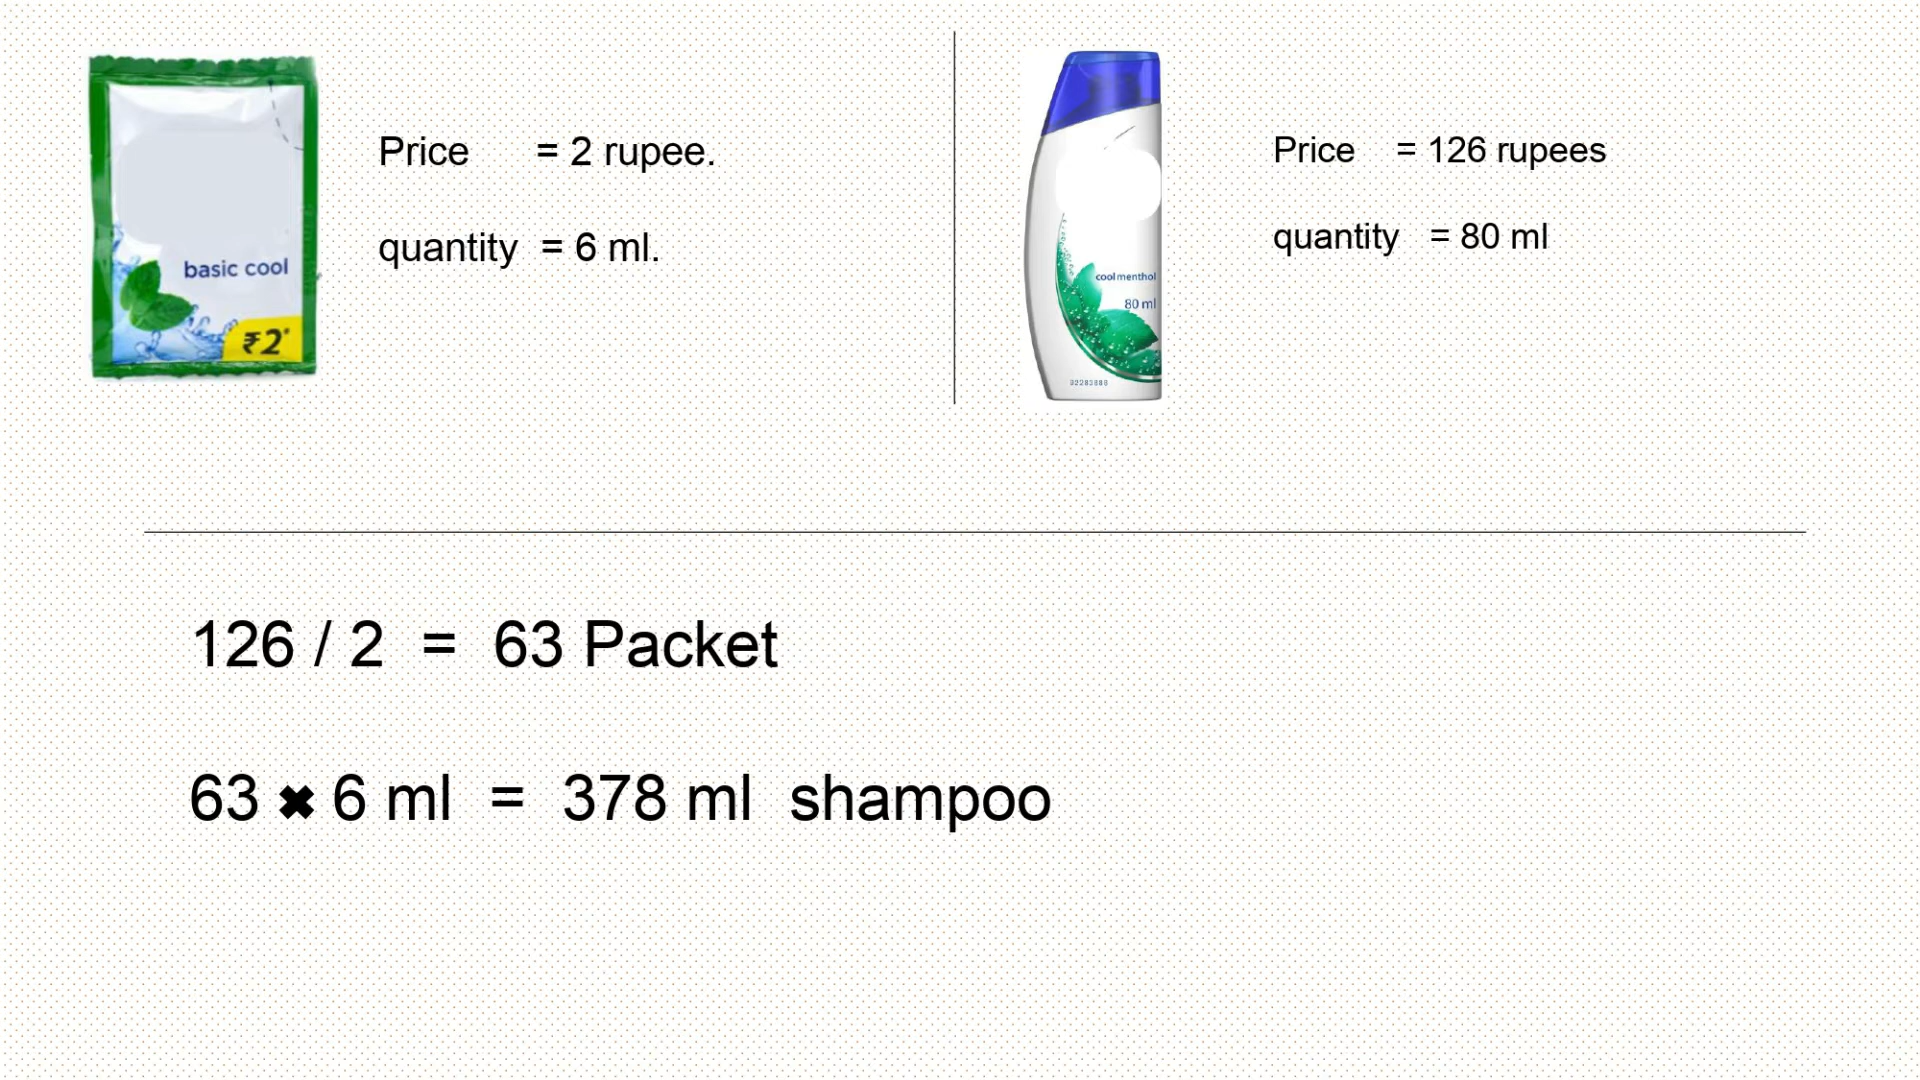 Price = 2 rupee.
quantity = 6 ml.
basic cool
₹2*
Price = 126 rupees
quantity = 80 ml
cool menthol
80 ml
126 / 2 = 63 Packet
63 ✖ 6 ml = 378 ml shampoo